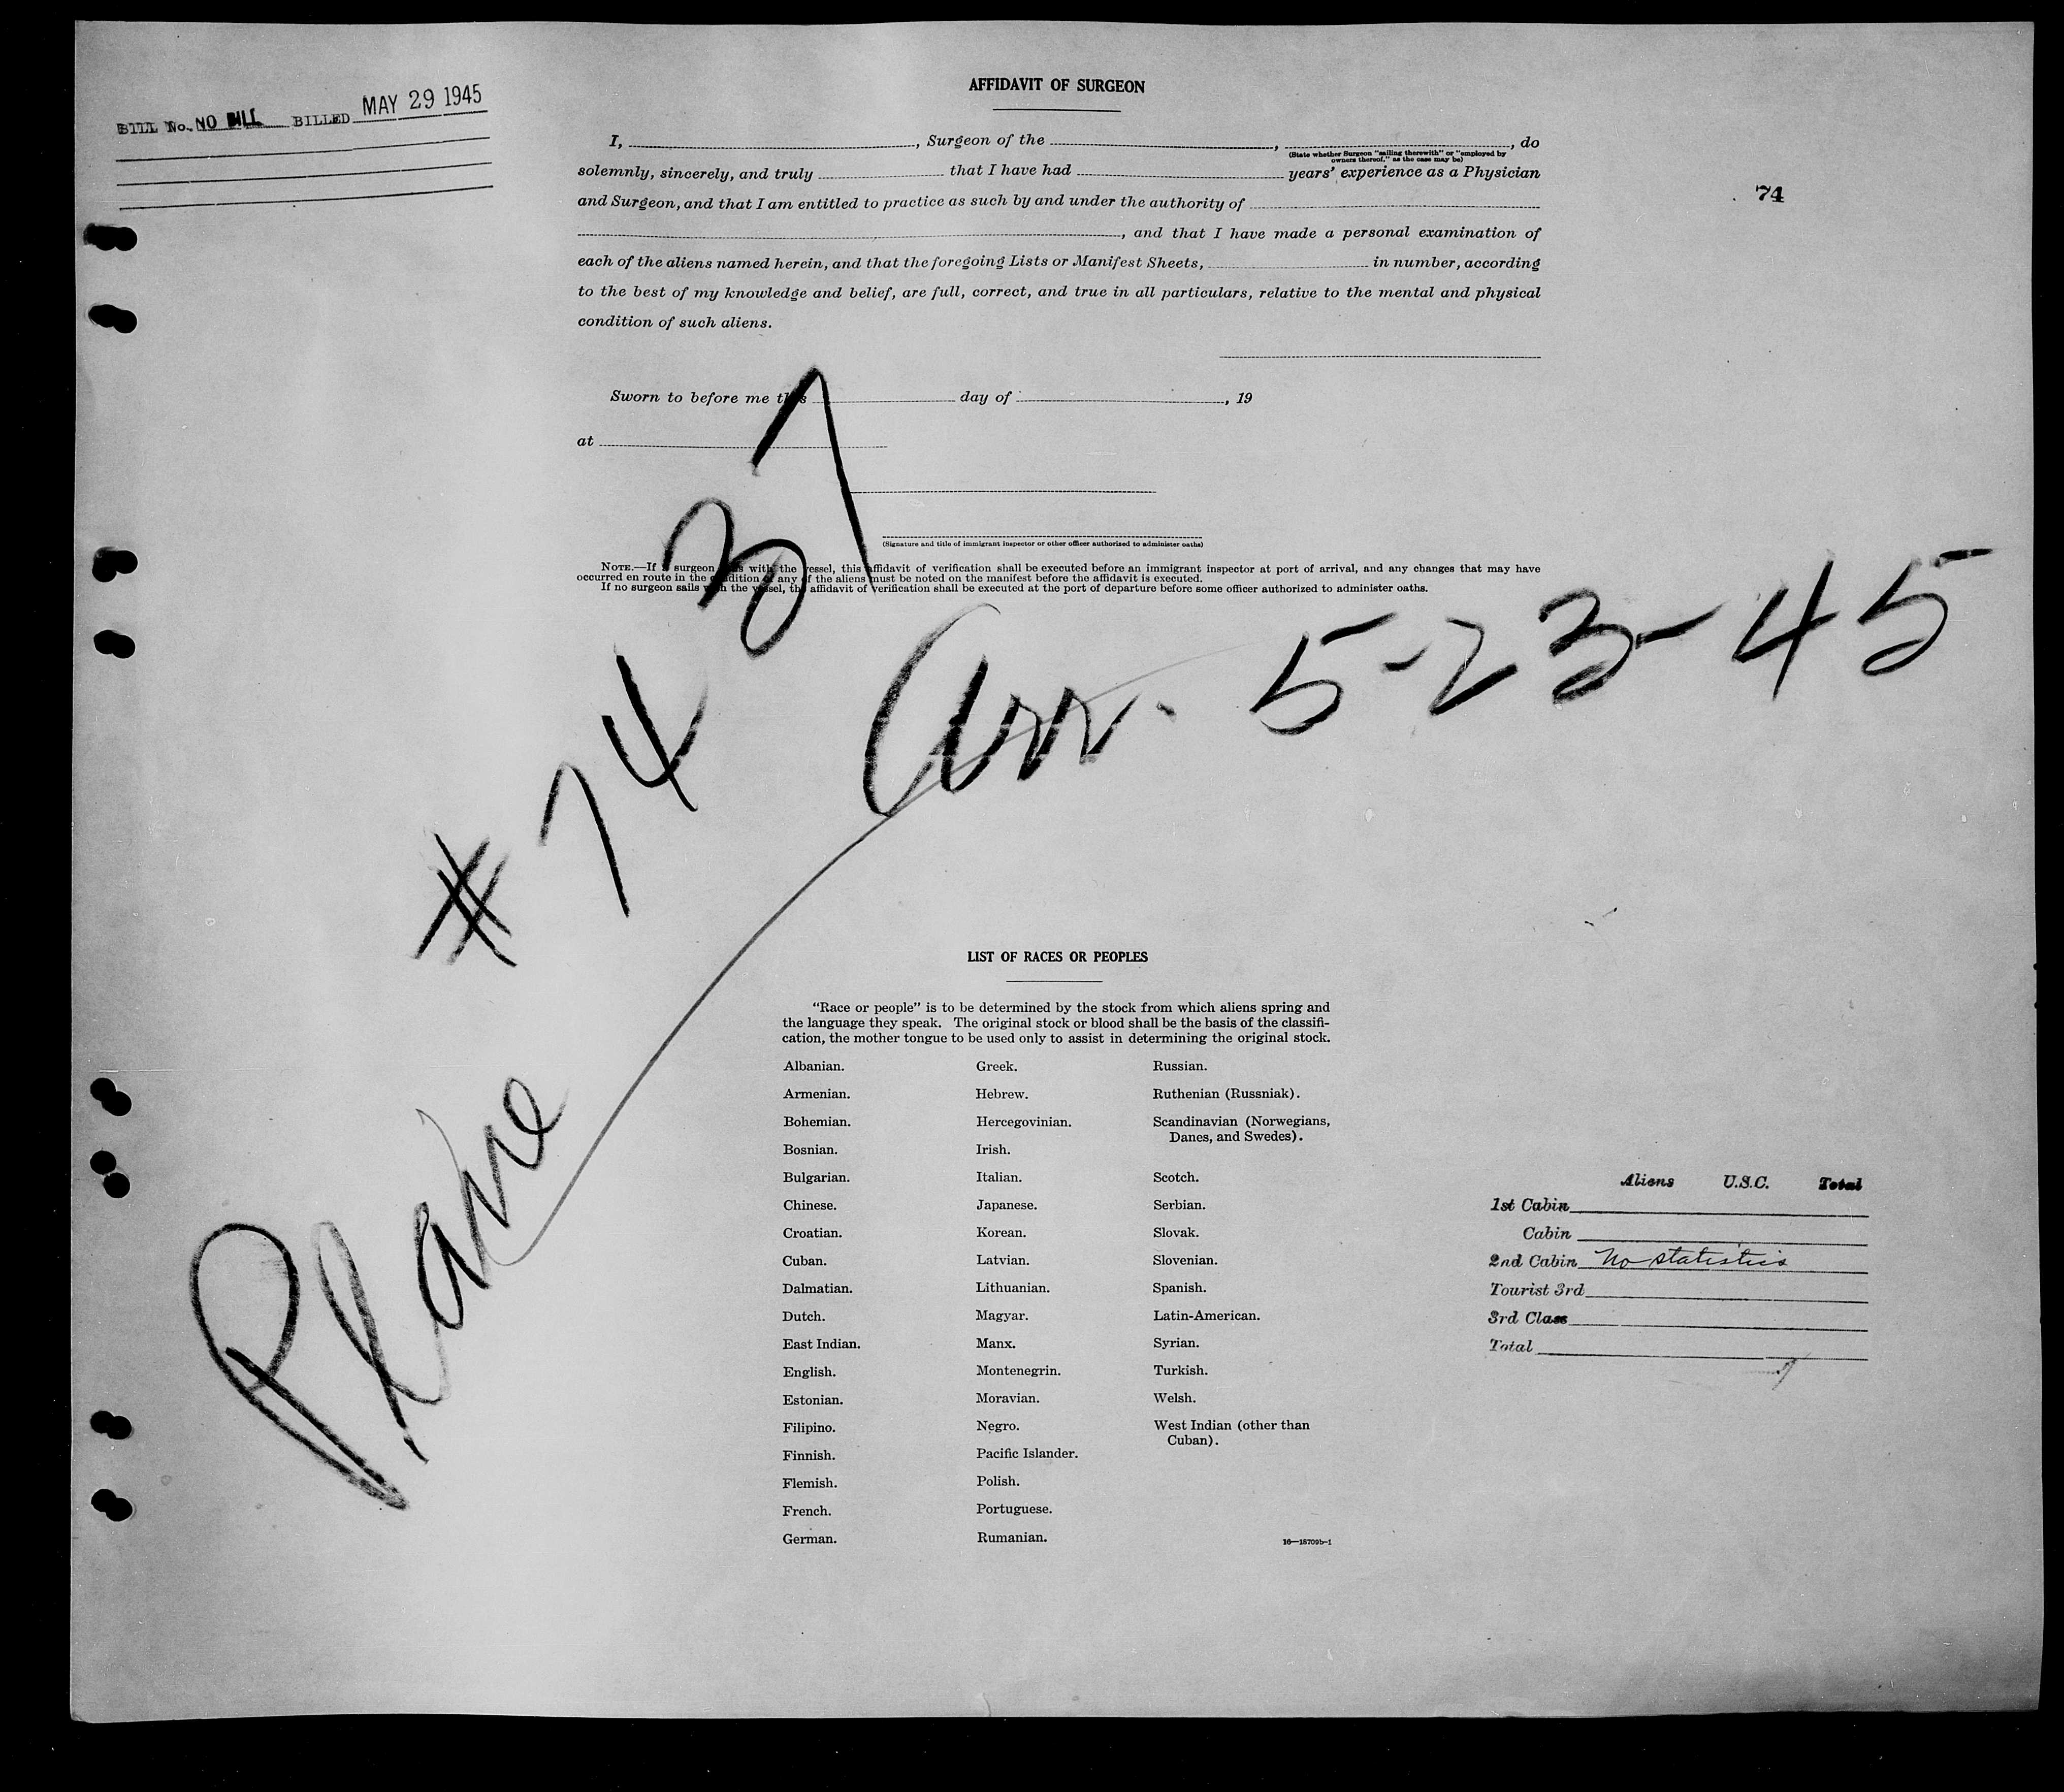 BILL No. NO BILL BILLED MAY 29 1945
AFFIDAVIT OF SURGEON
I, , Surgeon of the , , do
(State whether Surgeon "sailing therewith" or "employed by
owners thereof," as the case may be)
solemnly, sincerely, and truly that I have had years' experience as a Physician
74
and Surgeon, and that I am entitled to practice as such by and under the authority of
, and that I have made a personal examination of
each of the aliens named herein, and that the foregoing Lists or Manifest Sheets, in number, according
to the best of my knowledge and belief, are full, correct, and true in all particulars, relative to the mental and physical
condition of such aliens.
Sworn to before me this day of , 19
at
(Signature and title of immigrant inspector or other officer authorized to administer oaths)
NOTE.—If a surgeon sails with the vessel, this affidavit of verification shall be executed before an immigrant inspector at port of arrival, and any changes that may have
occurred en route in the condition of any of the aliens must be noted on the manifest before the affidavit is executed.
If no surgeon sails with the vessel, the affidavit of verification shall be executed at the port of departure before some officer authorized to administer oaths.
Plane # 7437
Arr. 5-23-45
LIST OF RACES OR PEOPLES
"Race or people" is to be determined by the stock from which aliens spring and
the language they speak. The original stock or blood shall be the basis of the classifi-
cation, the mother tongue to be used only to assist in determining the original stock.
Albanian.
Armenian.
Bohemian.
Bosnian.
Bulgarian.
Chinese.
Croatian.
Cuban.
Dalmatian.
Dutch.
East Indian.
English.
Estonian.
Filipino.
Finnish.
Flemish.
French.
German.
Greek.
Hebrew.
Hercegovinian.
Irish.
Italian.
Japanese.
Korean.
Latvian.
Lithuanian.
Magyar.
Manx.
Montenegrin.
Moravian.
Negro.
Pacific Islander.
Polish.
Portuguese.
Rumanian.
Russian.
Ruthenian (Russniak).
Scandinavian (Norwegians,
Danes, and Swedes).
Scotch.
Serbian.
Slovak.
Slovenian.
Spanish.
Latin-American.
Syrian.
Turkish.
Welsh.
West Indian (other than
Cuban).
16—18709b-1
Aliens U.S.C. Total
1st Cabin
Cabin
2nd Cabin No statistics
Tourist 3rd
3rd Class
Total